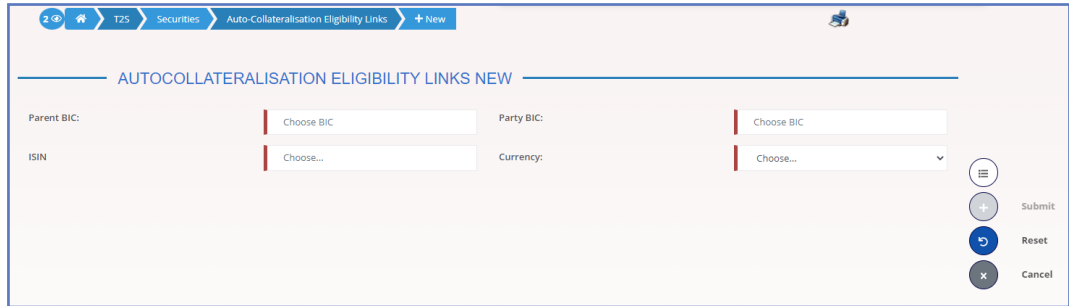 2 T2S Securities Auto-Collateralisation Eligibility Links + New
AUTOCOLLATERALISATION ELIGIBILITY LINKS NEW
Parent BIC: Choose BIC Party BIC: Choose BIC
ISIN Choose... Currency: Choose...
Submit
Reset
Cancel